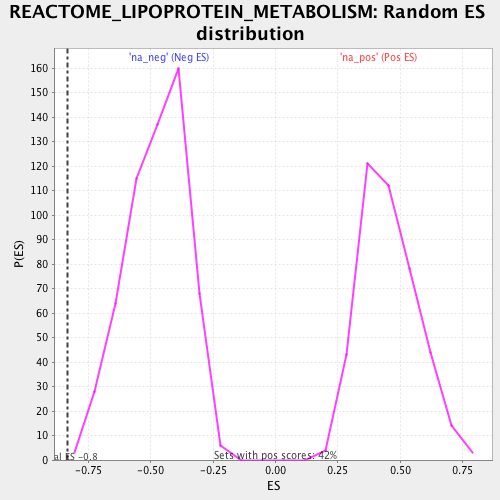 REACTOME_LIPOPROTEIN_METABOLISM: Random ES
distribution
'na_neg' (Neg ES) 'na_pos' (Pos ES)
160
150
140
130
120
110
100
90
80
70
60
50
40
30
20
10
0
P(ES)
al ES -0.8 Sets with pos scores: 42%
-0.75 -0.50 -0.25 0.00 0.25 0.50 0.75
ES